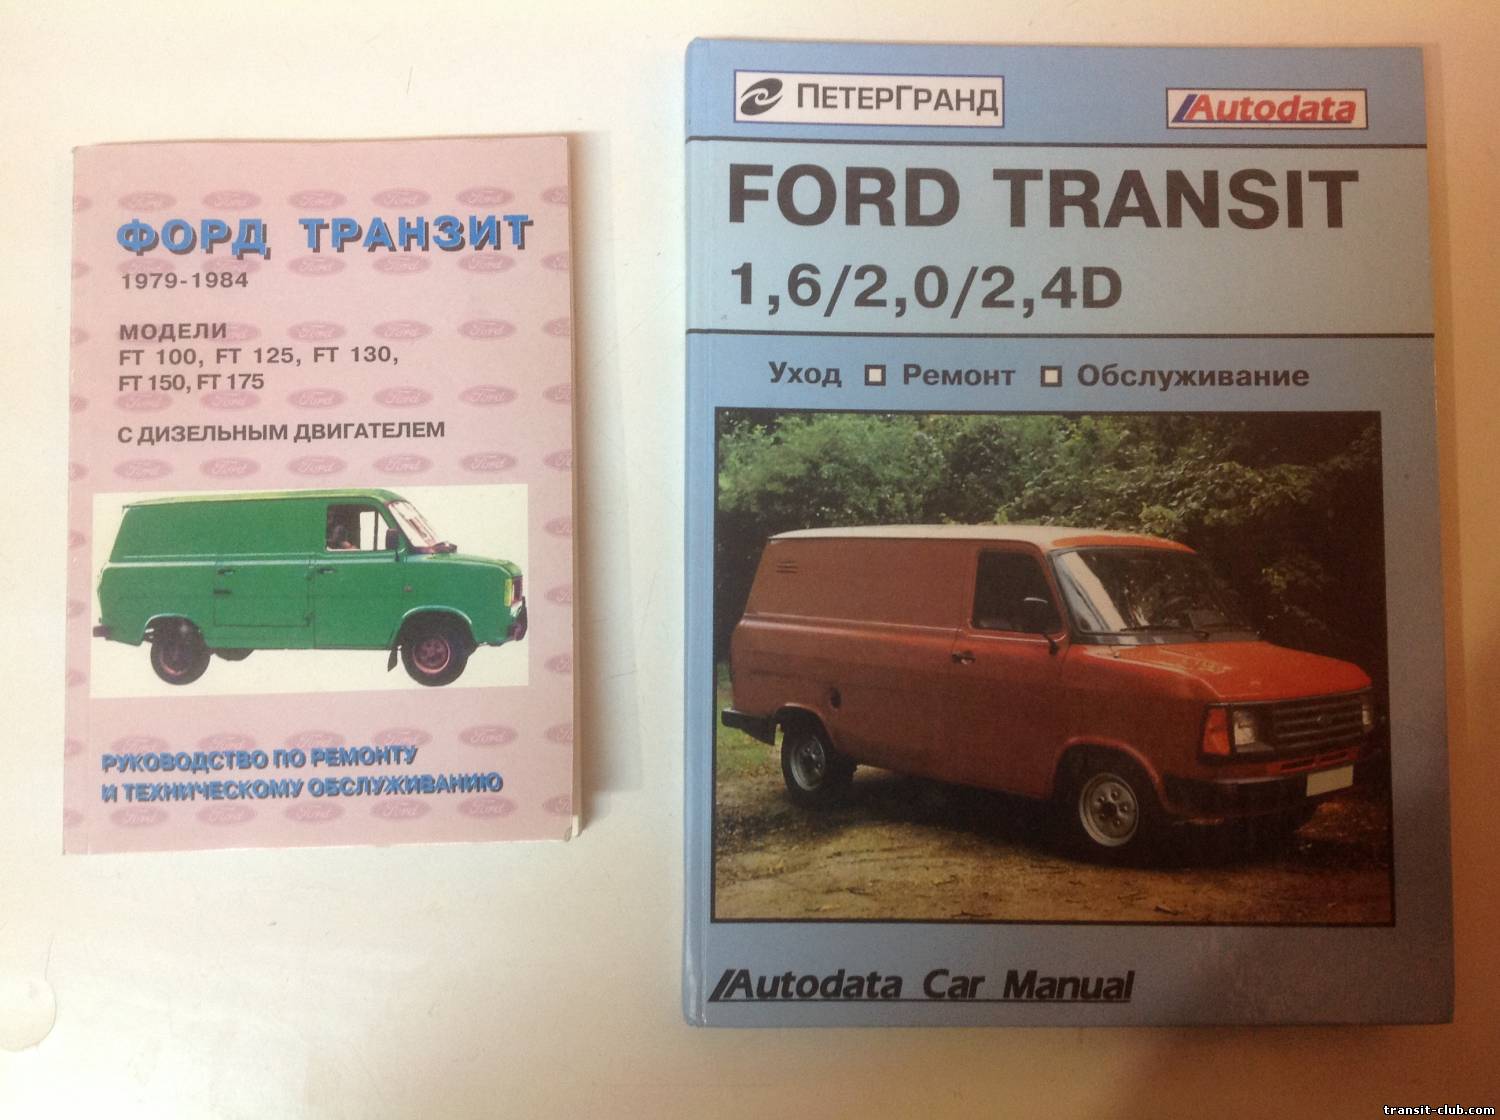 ФОРД ТРАНЗИТ
1979-1984
МОДЕЛИ
FT 100, FT 125, FT 130,
FT 150, FT 175
С ДИЗЕЛЬНЫМ ДВИГАТЕЛЕМ
РУКОВОДСТВО ПО РЕМОНТУ
И ТЕХНИЧЕСКОМУ ОБСЛУЖИВАНИЮ
ПЕТЕРГРАНД
Autodata
FORD TRANSIT
1,6/2,0/2,4D
Уход Ремонт Обслуживание
Autodata Car Manual
transit-club.com